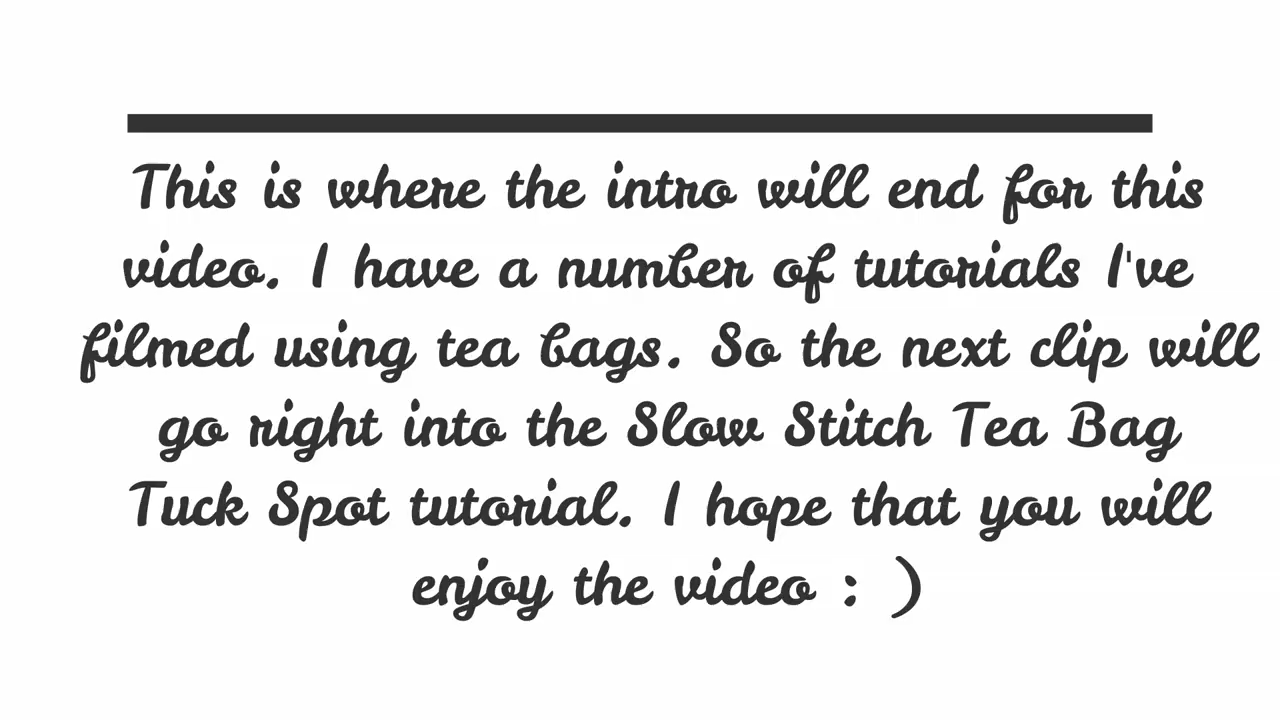 This is where the intro will end for this
video. I have a number of tutorials I've
filmed using tea bags. So the next clip will
go right into the Slow Stitch Tea Bag
Tuck Spot tutorial. I hope that you will
enjoy the video : )